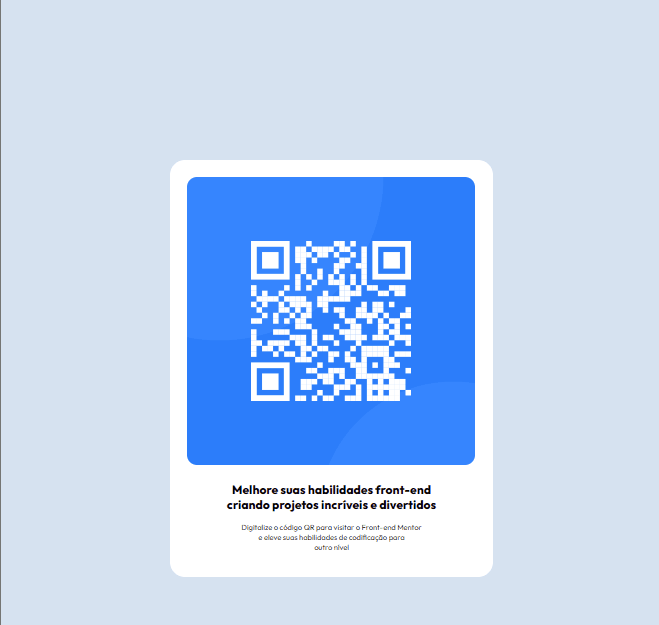 Melhore suas habilidades front-end
criando projetos incríveis e divertidos
Digitalize o código QR para visitar o Front-end Mentor
e eleve suas habilidades de codificação para
outro nível